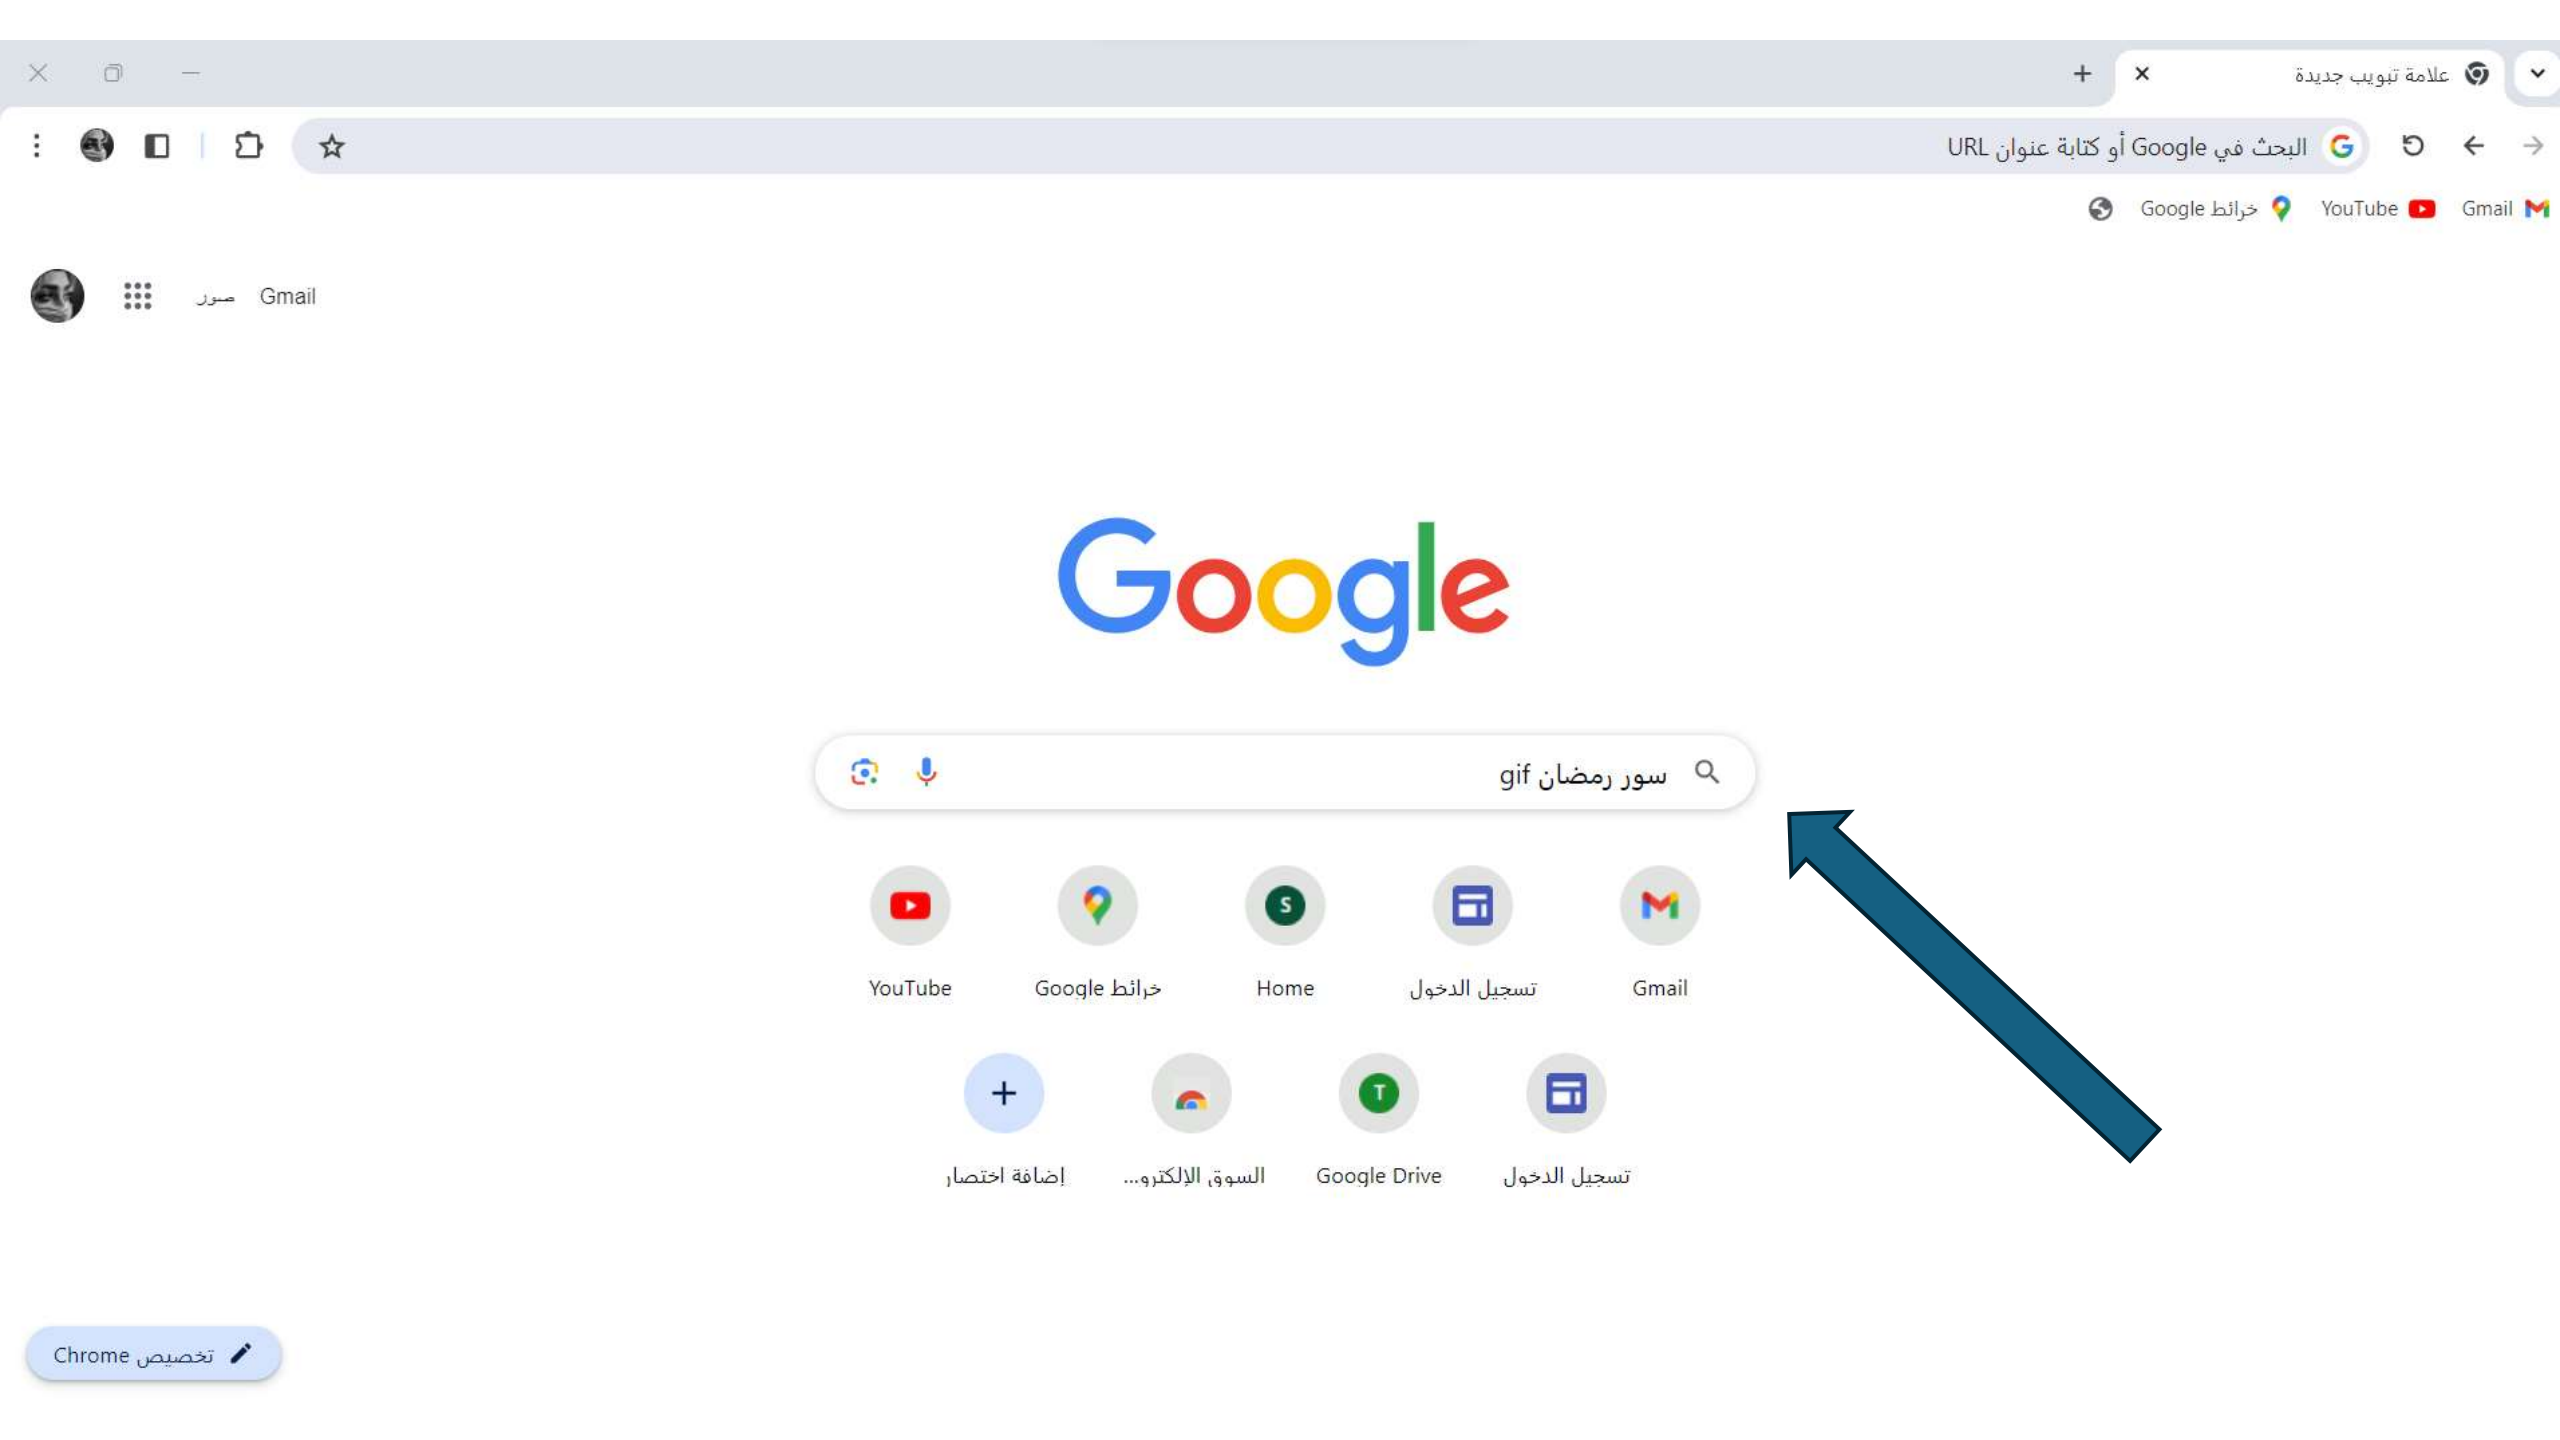 علامة تبويب جديدة
البحث في Google أو كتابة عنوان URL
Gmail YouTube خرائط Google
Gmail صور
Google
سور رمضان gif
Gmail تسجيل الدخول Home خرائط Google YouTube
تسجيل الدخول Google Drive السوق الإلكترو... إضافة اختصار
تخصيص Chrome